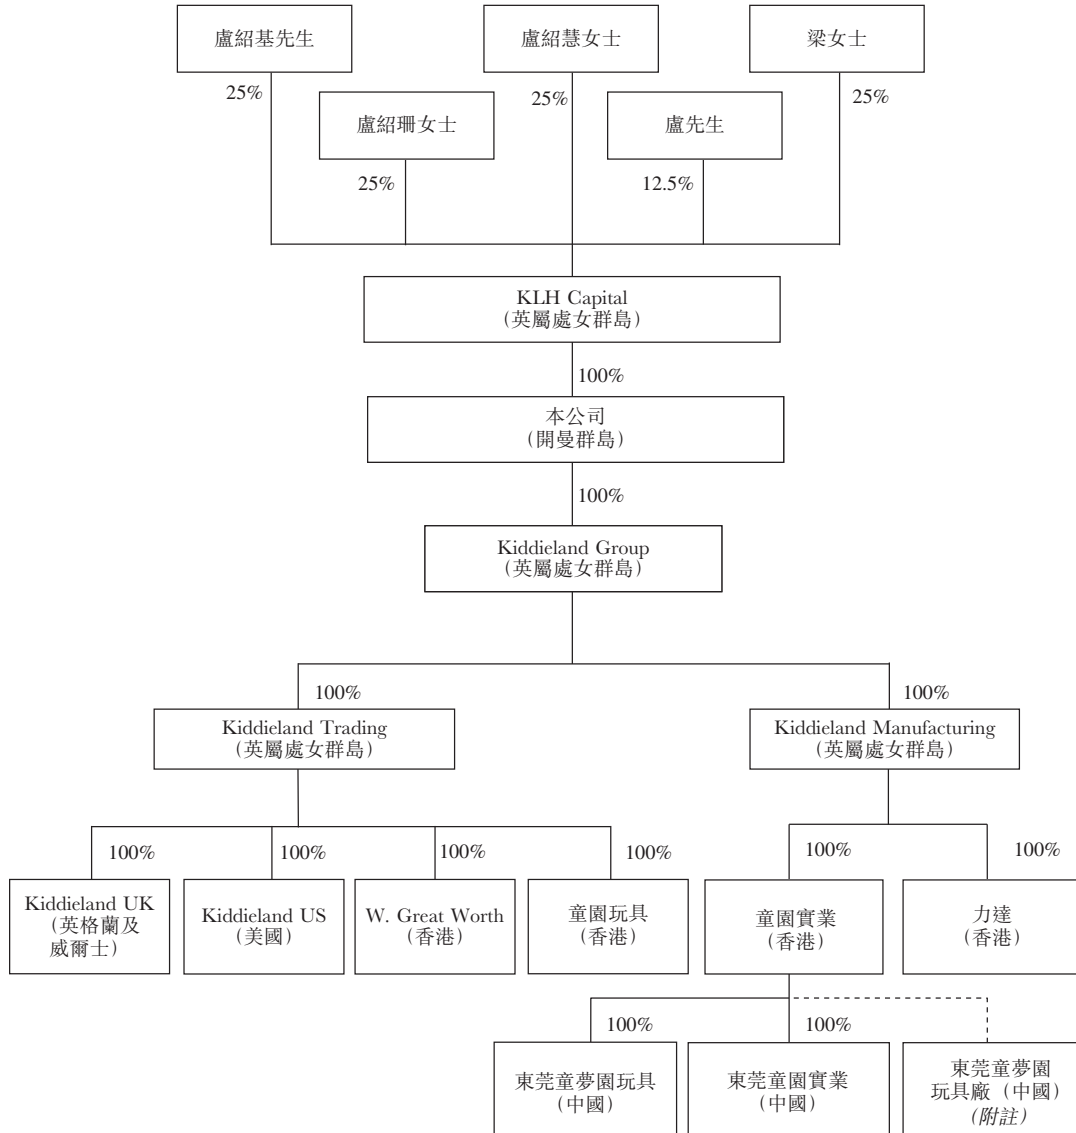 盧紹基先生
盧紹慧女士
梁女士
25%
25%
25%
盧紹珊女士
盧先生
25%
12.5%
KLH Capital
（英屬處女群島）
100%
本公司
（開曼群島）
100%
Kiddieland Group
（英屬處女群島）
100%
100%
Kiddieland Trading
（英屬處女群島）
Kiddieland Manufacturing
（英屬處女群島）
100%
100%
100%
100%
100%
100%
Kiddieland UK
（英格蘭及
威爾士）
Kiddieland US
（美國）
W. Great Worth
（香港）
童園玩具
（香港）
童園實業
（香港）
力達
（香港）
100%
100%
東莞童夢園玩具
（中國）
東莞童園實業
（中國）
東莞童夢園
玩具廠（中國）
（附註）